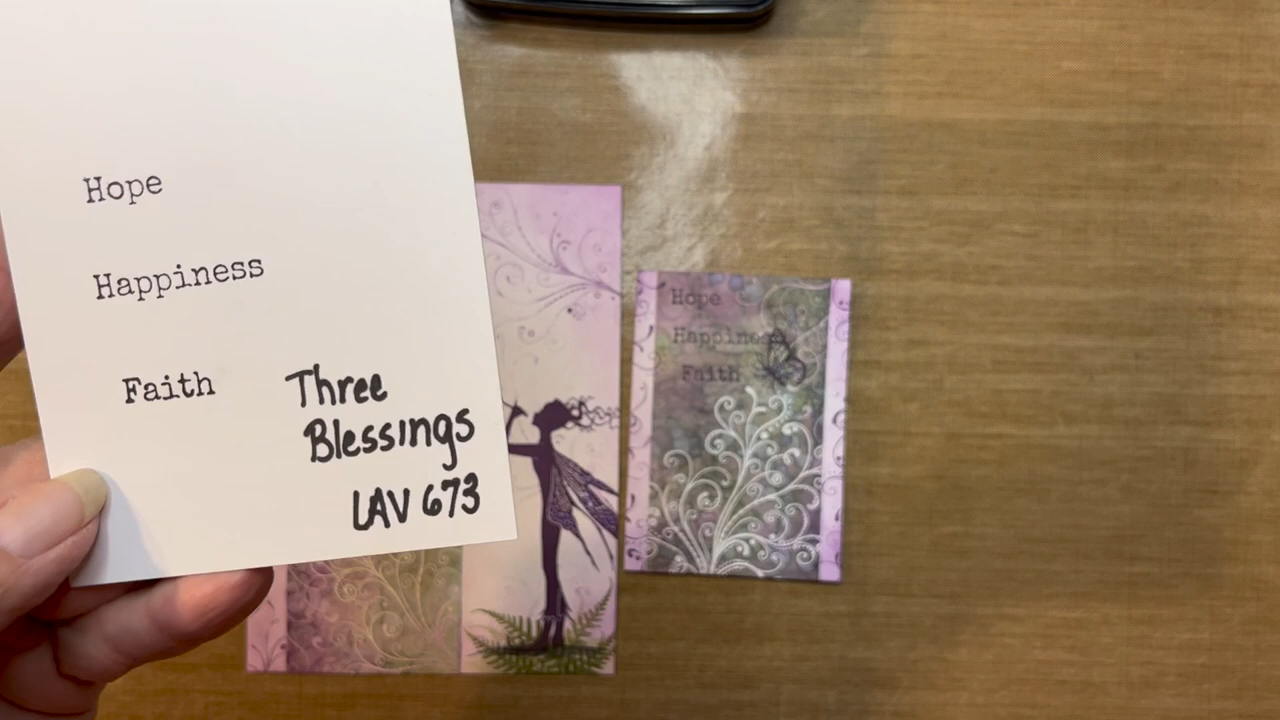 Hope
Happiness
Faith
Three
Blessings
LAV 673
Hope
Happiness
Faith